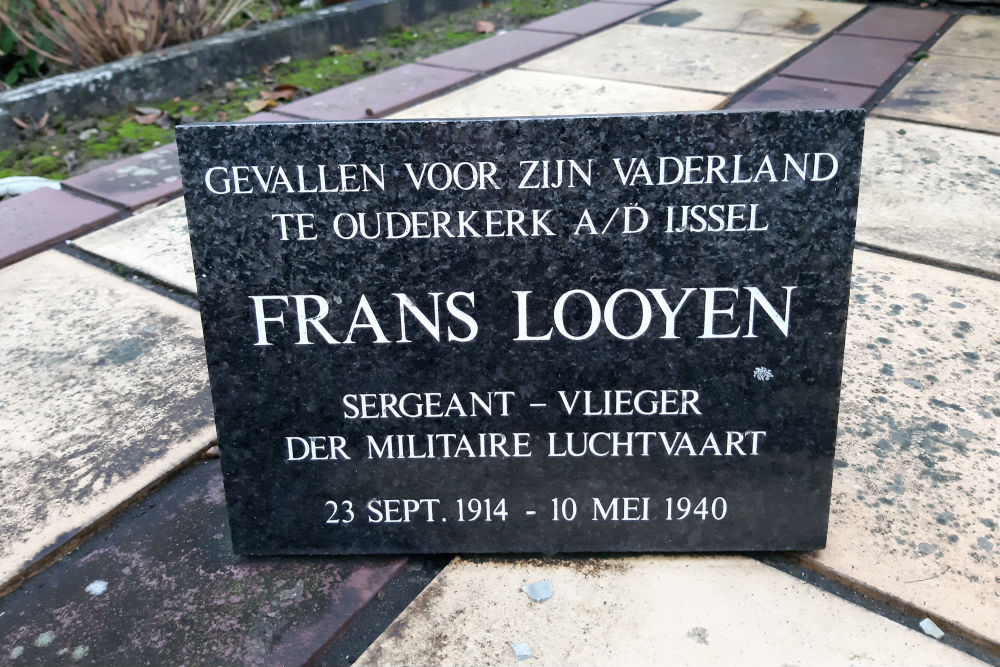 GEVALLEN VOOR ZIJN VADERLAND
TE OUDERKERK A/D IJSSEL
FRANS LOOYEN
SERGEANT – VLIEGER
DER MILITAIRE LUCHTVAART
23 SEPT. 1914 - 10 MEI 1940